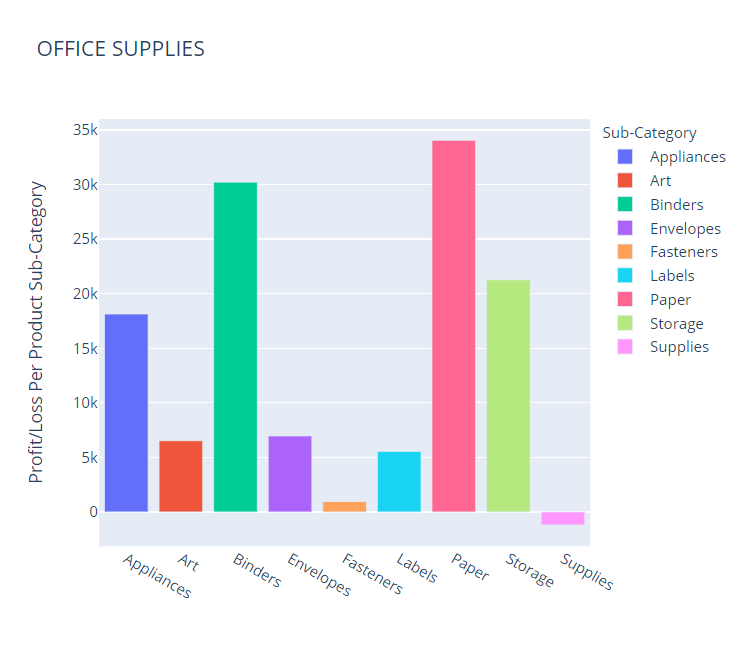 OFFICE SUPPLIES
Profit/Loss Per Product Sub-Category
35k
30k
25k
20k
15k
10k
5k
0
Appliances
Art
Binders
Envelopes
Fasteners
Labels
Paper
Storage
Supplies
Sub-Category
Appliances
Art
Binders
Envelopes
Fasteners
Labels
Paper
Storage
Supplies